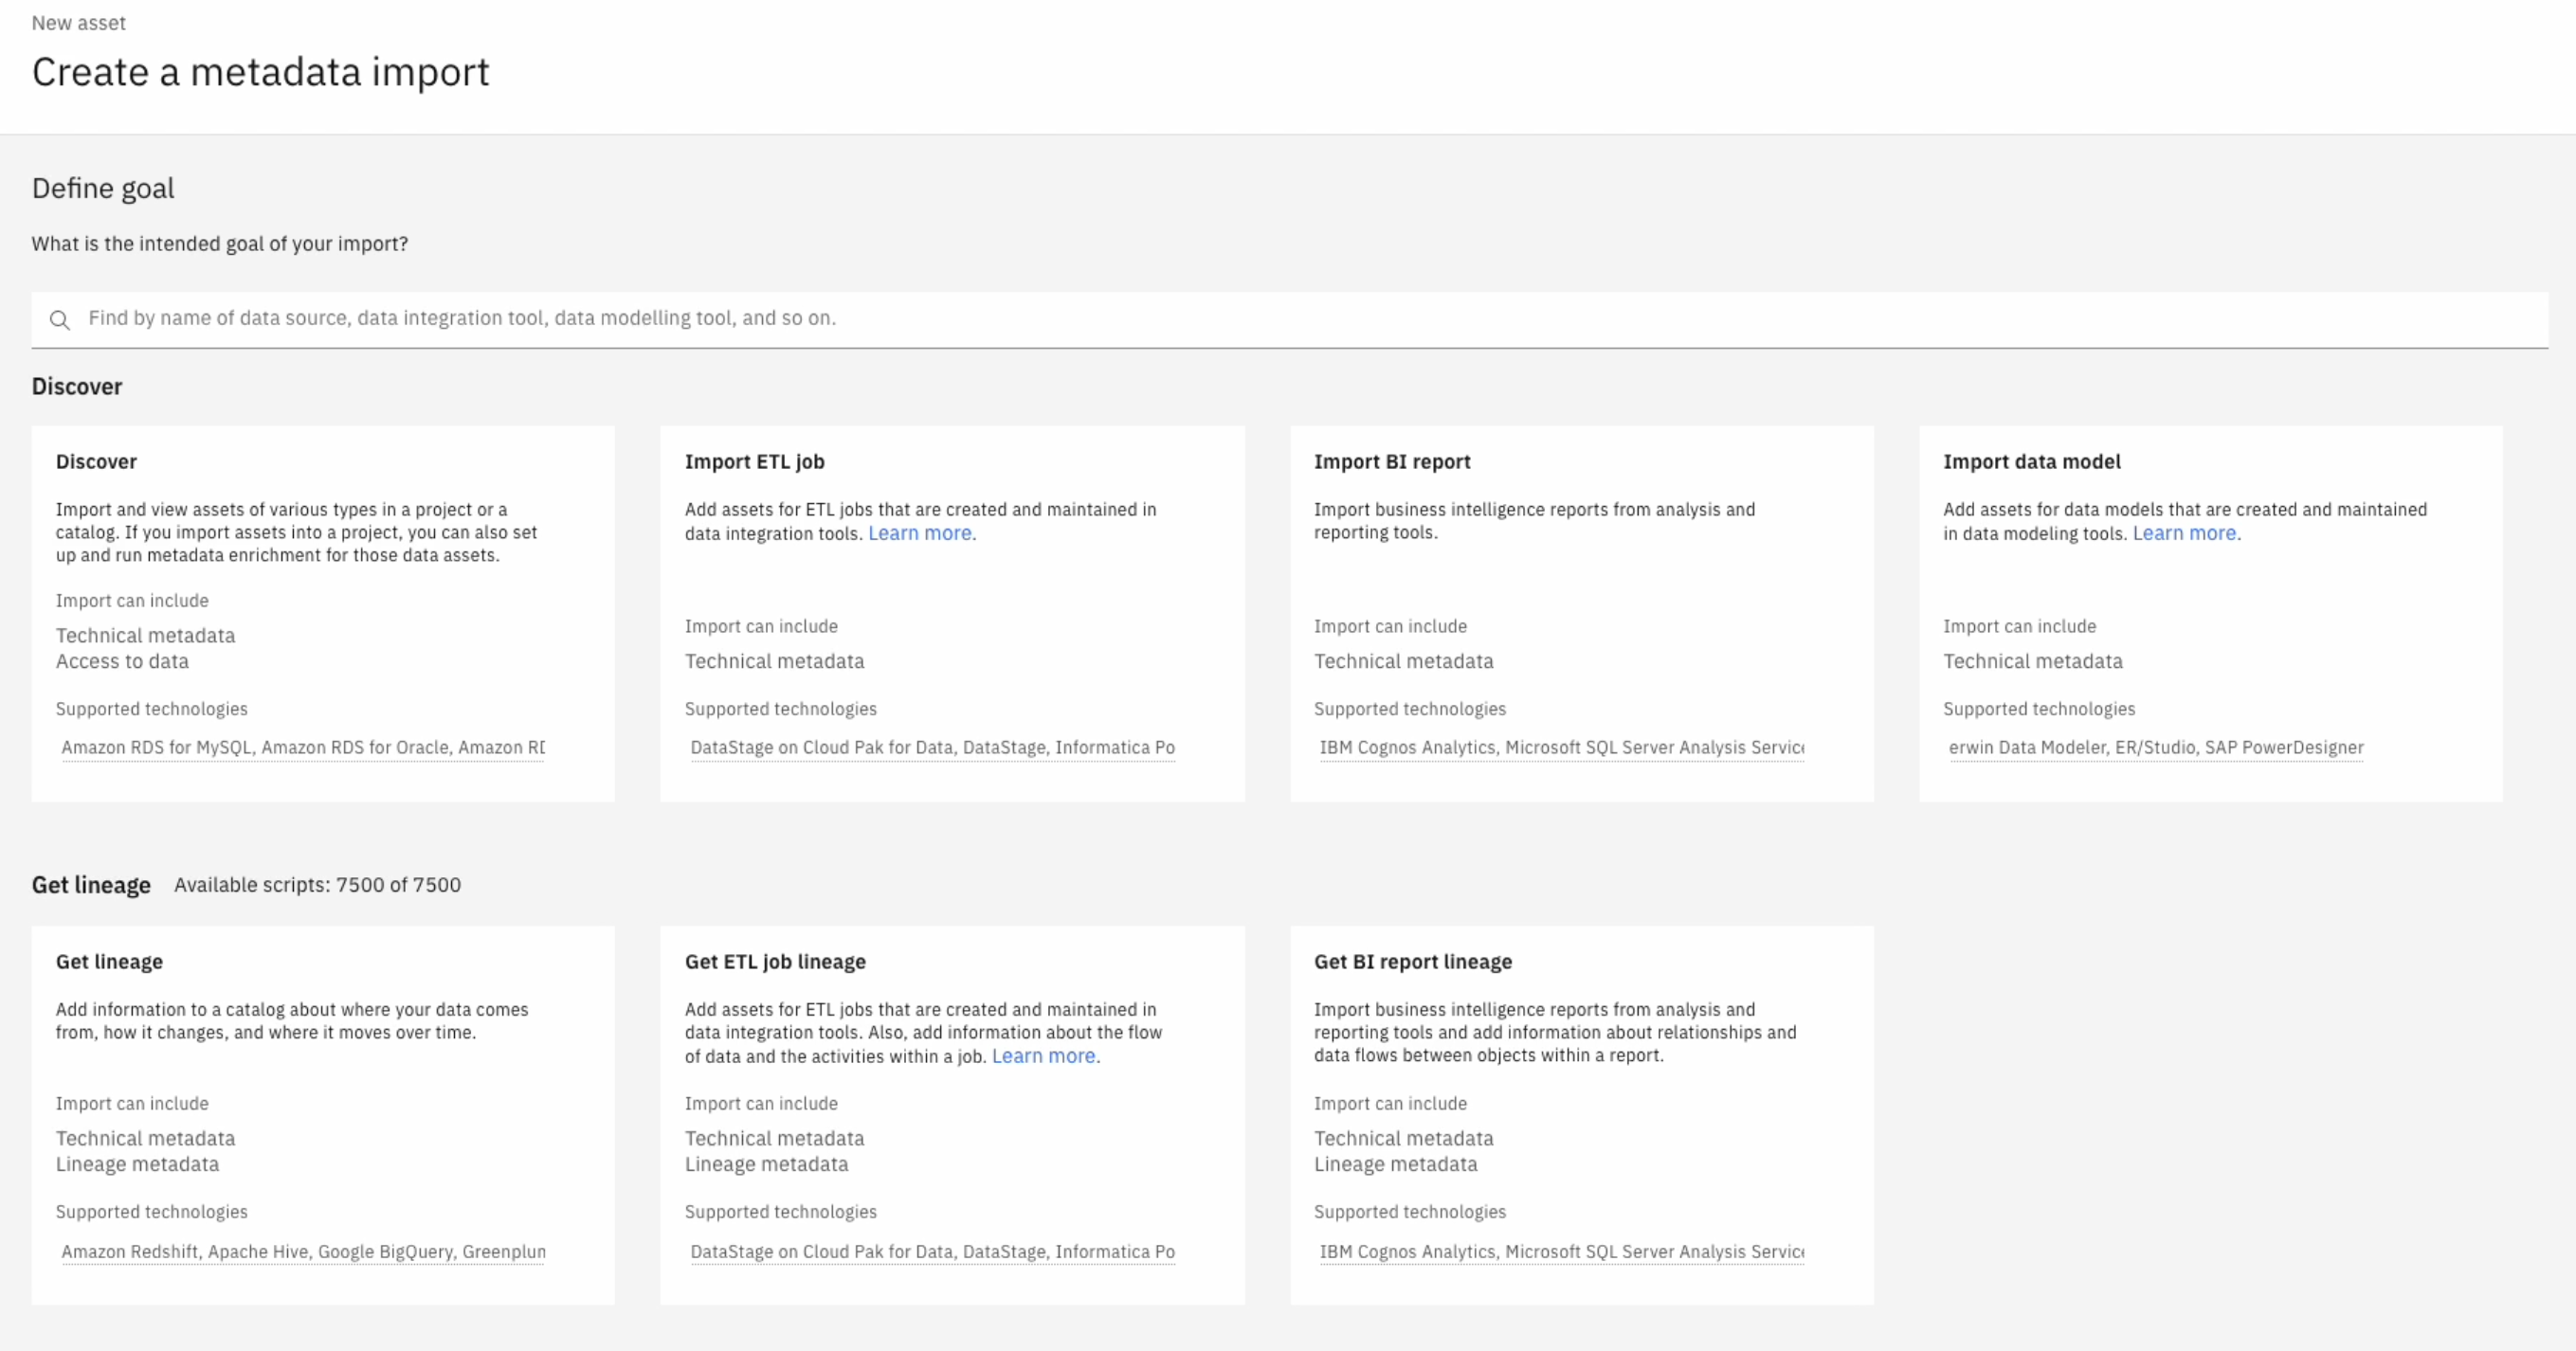 New asset
Create a metadata import
Define goal
What is the intended goal of your import?
Find by name of data source, data integration tool, data modelling tool, and so on.
Discover
Discover
Import and view assets of various types in a project or a
catalog. If you import assets into a project, you can also set
up and run metadata enrichment for those data assets.
Import can include
Technical metadata
Access to data
Supported technologies
Amazon RDS for MySQL, Amazon RDS for Oracle, Amazon
Import ETL job
Add assets for ETL jobs that are created and maintained in
data integration tools. Learn more.
Import can include
Technical metadata
Supported technologies
DataStage on Cloud Pak for Data, DataStage, Informatica Po
Import BI report
Import business intelligence reports from analysis and
reporting tools.
Import can include
Technical metadata
Supported technologies
IBM Cognos Analytics, Microsoft SQL Server Analysis Servic
Import data model
Add assets for data models that are created and maintained
in data modeling tools. Learn more.
Import can include
Technical metadata
Supported technologies
erwin Data Modeler, ER/Studio, SAP PowerDesigner
Get lineage Available scripts: 7500 of 7500
Get lineage
Add information to a catalog about where your data comes
from, how it changes, and where it moves over time.
Import can include
Technical metadata
Lineage metadata
Supported technologies
Amazon Redshift, Apache Hive, Google BigQuery, Greenplu
Get ETL job lineage
Add assets for ETL jobs that are created and maintained in
data integration tools. Also, add information about the flow
of data and the activities within a job. Learn more.
Import can include
Technical metadata
Lineage metadata
Supported technologies
DataStage on Cloud Pak for Data, DataStage, Informatica Po
Get BI report lineage
Import business intelligence reports from analysis and
reporting tools and add information about relationships and
data flows between objects within a report.
Import can include
Technical metadata
Lineage metadata
Supported technologies
IBM Cognos Analytics, Microsoft SQL Server Analysis Servic